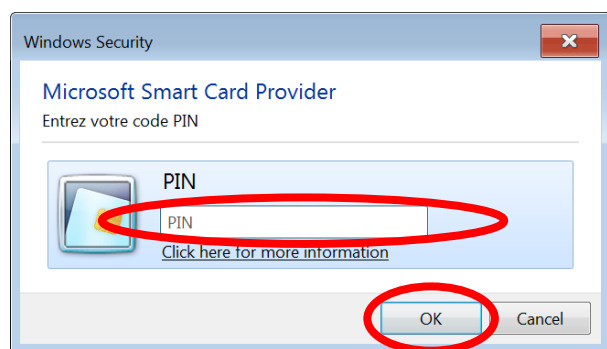 Windows Security
Microsoft Smart Card Provider
Entrez votre code PIN
PIN
PIN
Click here for more information
OK Cancel